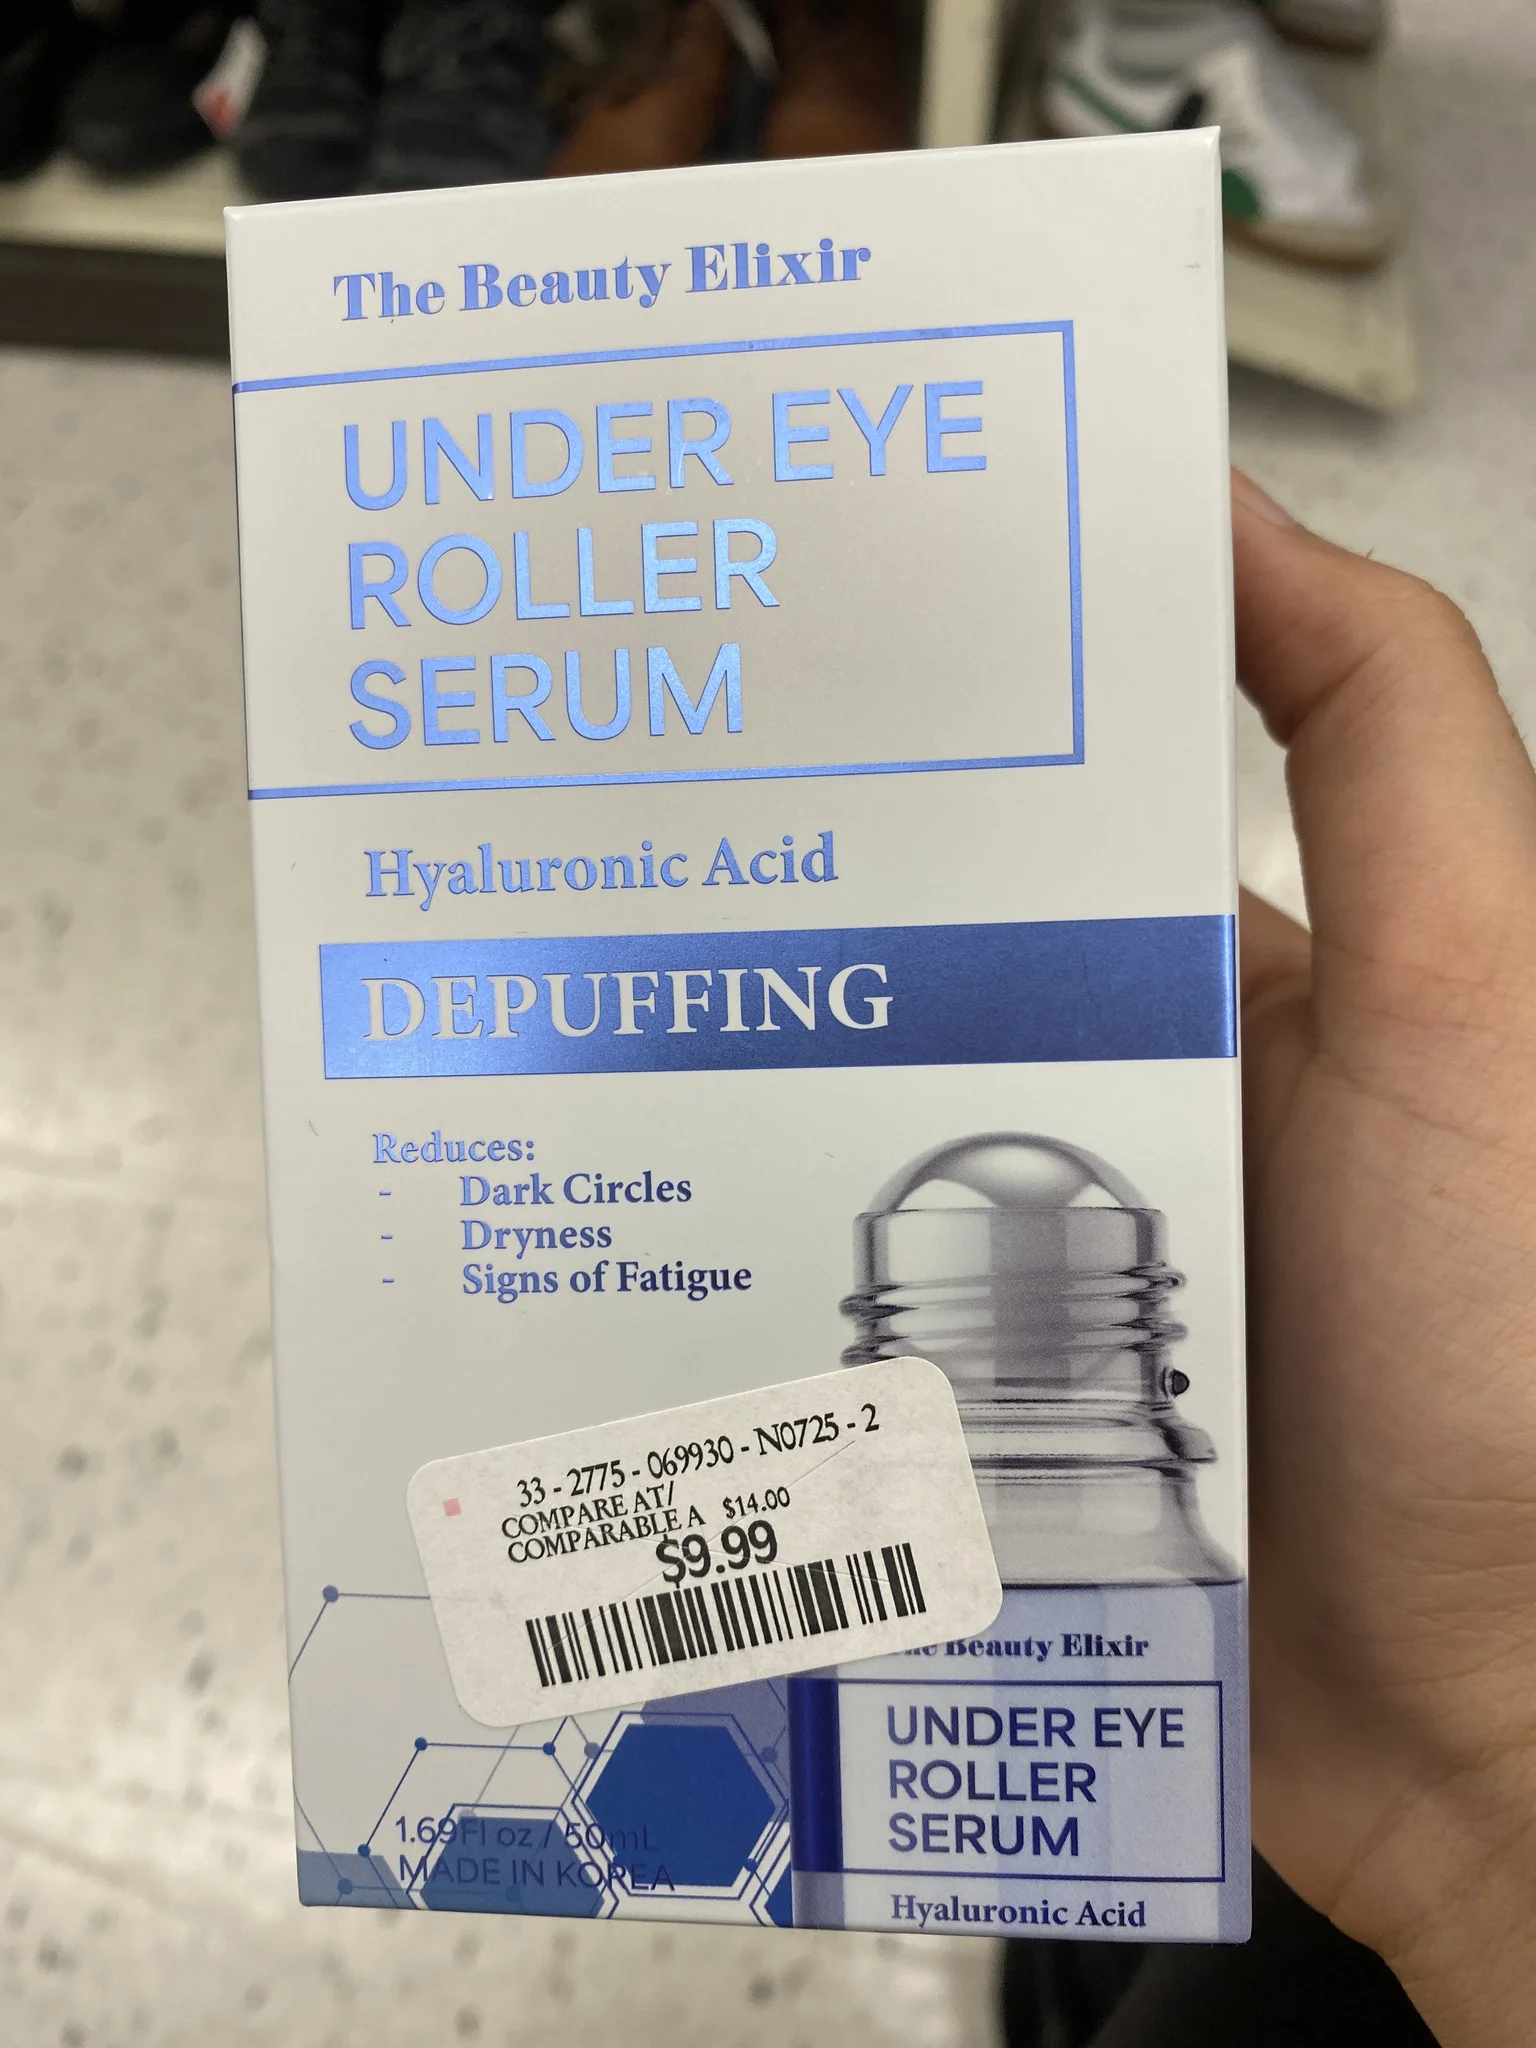 The Beauty Elixir
UNDER EYE
ROLLER
SERUM
Hyaluronic Acid
DEPUFFING
Reduces:
- Dark Circles
- Dryness
- Signs of Fatigue
33 - 2775 - 069930 - N0725 - 2
COMPARE AT/
COMPARABLE A $14.00
$9.99
Beauty Elixir
UNDER EYE
ROLLER
SERUM
Hyaluronic Acid
1.69Fl oz / 50mL
MADE IN KOREA